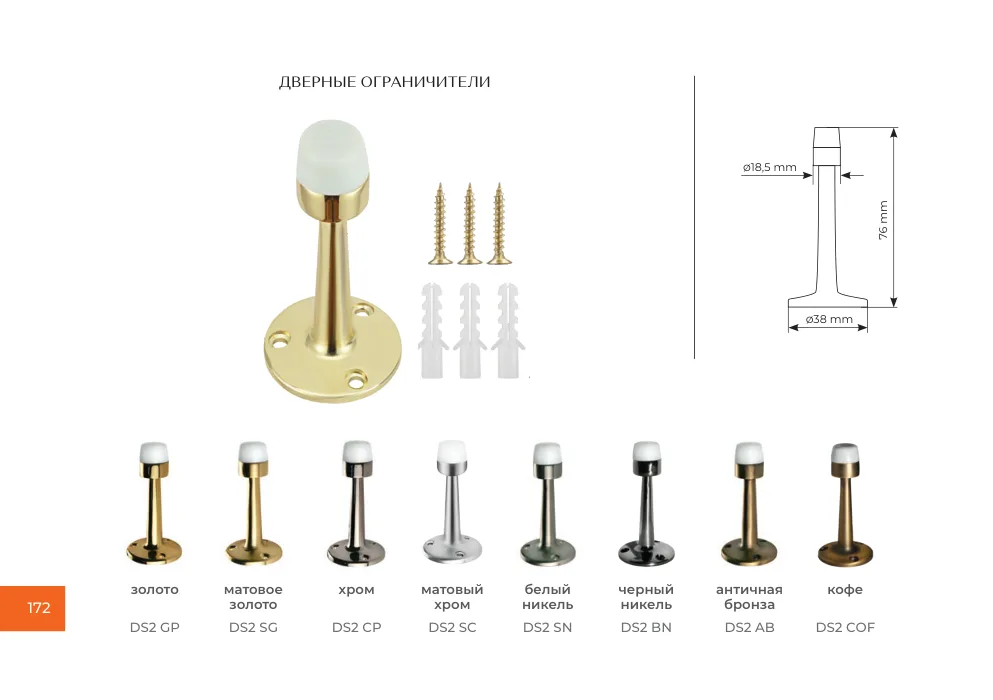 ДВЕРНЫЕ ОГРАНИЧИТЕЛИ
ø18,5 mm
76 mm
ø38 mm
золото
DS2 GP
матовое
золото
DS2 SG
хром
DS2 CP
матовый
хром
DS2 SC
белый
никель
DS2 SN
черный
никель
DS2 BN
античная
бронза
DS2 AB
кофе
DS2 COF
172